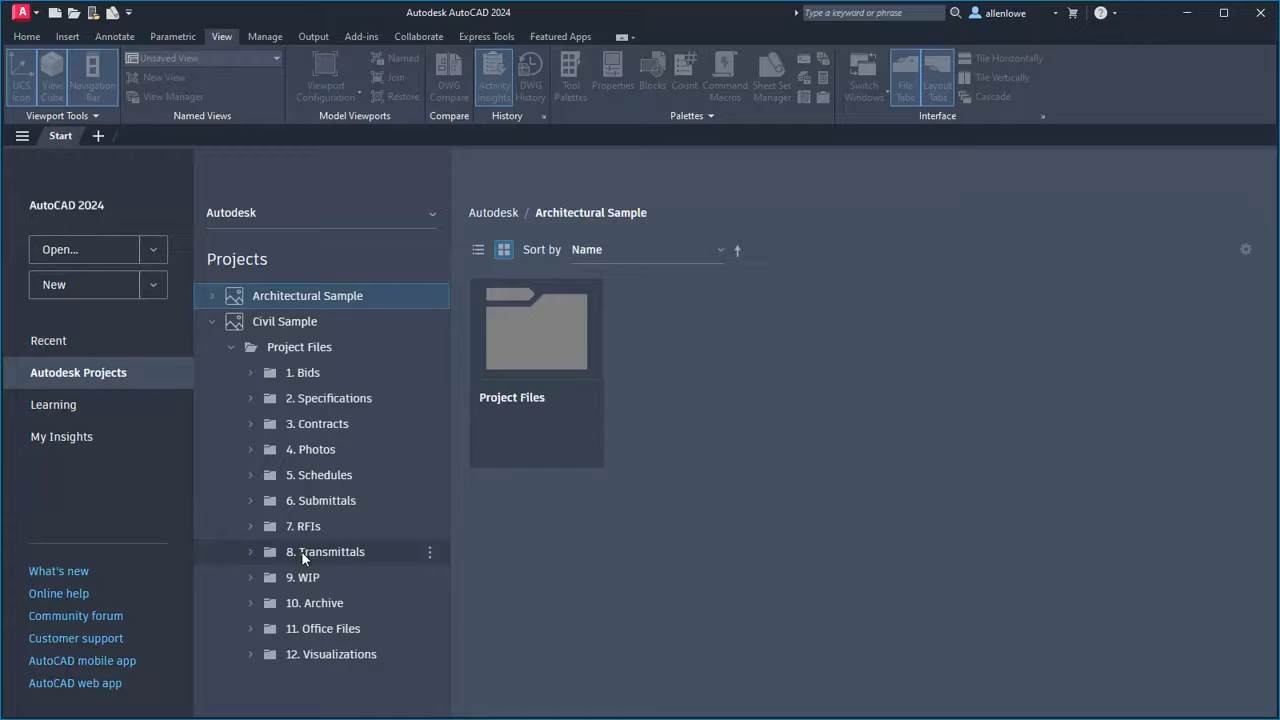 A
Autodesk AutoCAD 2024
Type a keyword or phrase
allenlowe
Home
Insert
Annotate
Parametric
View
Manage
Output
Add-ins
Collaborate
Express Tools
Featured Apps
UCS
Icon
View
Cube
Navigation
Bar
Viewport Tools
Unsaved View
New View
View Manager
Named Views
Viewport
Configuration
Named
Join
Restore
Model Viewports
DWG
Compare
Compare
Activity
Insights
DWG
History
History
Tool
Palettes
Properties
Blocks
Count
Command
Macros
Sheet Set
Manager
Palettes
Switch
Windows
File
Tabs
Layout
Tabs
Tile Horizontally
Tile Vertically
Cascade
Interface
Start
AutoCAD 2024
Open...
New
Recent
Autodesk Projects
Learning
My Insights
What's new
Online help
Community forum
Customer support
AutoCAD mobile app
AutoCAD web app
Autodesk
Projects
Architectural Sample
Civil Sample
Project Files
1. Bids
2. Specifications
3. Contracts
4. Photos
5. Schedules
6. Submittals
7. RFIs
8. Transmittals
9. WIP
10. Archive
11. Office Files
12. Visualizations
Autodesk / Architectural Sample
Sort by Name
Project Files